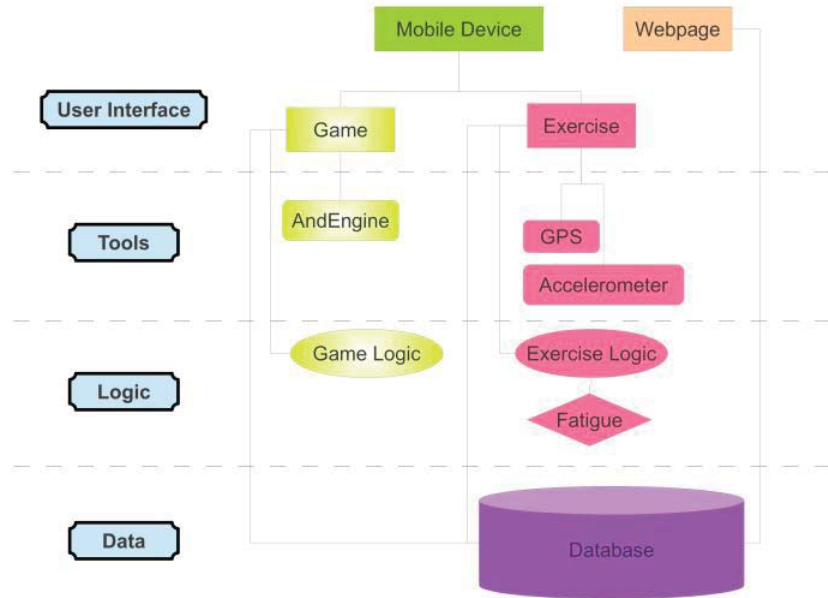 Mobile Device
Webpage
User Interface
Game
Exercise
AndEngine
Tools
GPS
Accelerometer
Game Logic
Exercise Logic
Logic
Fatigue
Data
Database